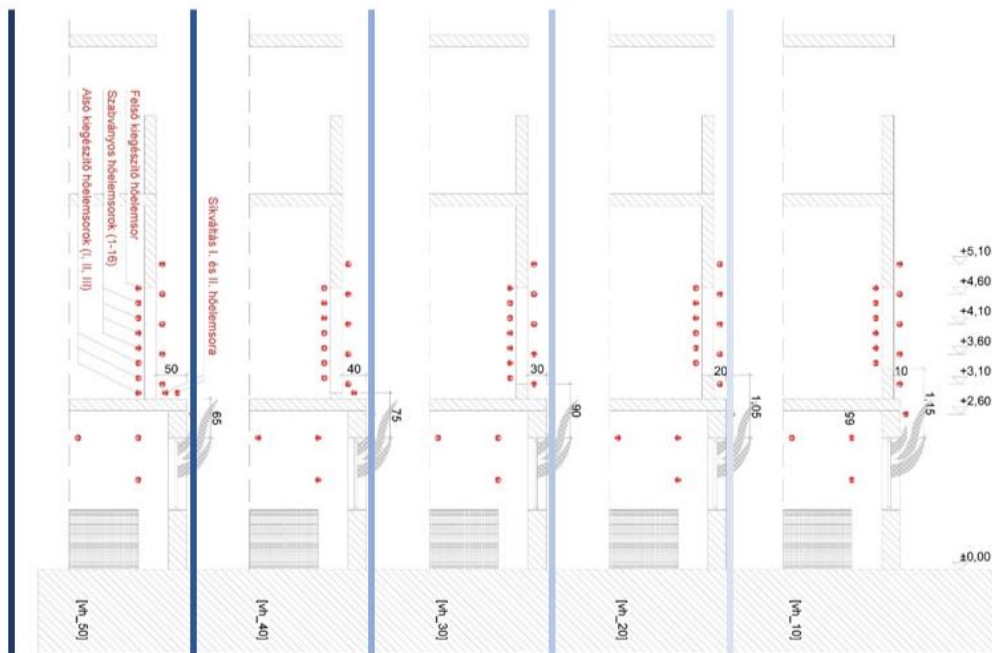 Felső kiegészítő hőelemsor
Szabványos hőelemsorok (1-16)
Alsó kiegészítő hőelemsorok (I, II, III)
Síkváltás I. és II. hőelemsora
50
65
40
75
30
90
20
1,05
10
1,15
99
+5,10
+4,60
+4,10
+3,60
+3,10
+2,60
±0,00
[vh_50]
[vh_40]
[vh_30]
[vh_20]
[vh_10]